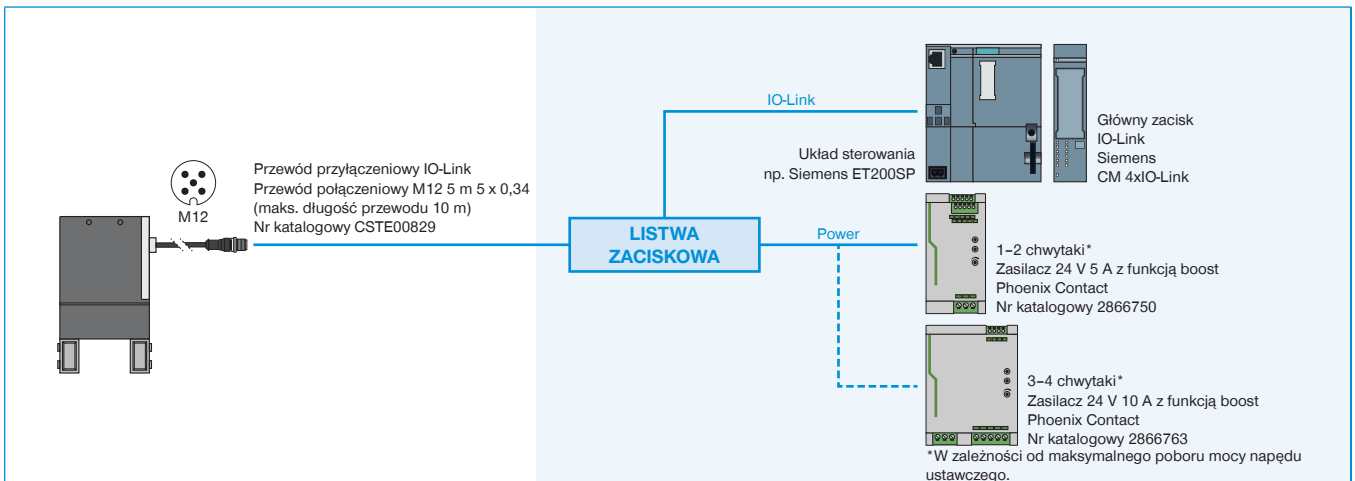 M12
Przewód przyłączeniowy IO-Link
Przewód połączeniowy M12 5 m 5 x 0,34
(maks. długość przewodu 10 m)
Nr katalogowy CSTE00829
LISTWA
ZACISKOWA
IO-Link
Power
Układ sterowania
np. Siemens ET200SP
Główny zacisk
IO-Link
Siemens
CM 4xIO-Link
1–2 chwytaki*
Zasilacz 24 V 5 A z funkcją boost
Phoenix Contact
Nr katalogowy 2866750
3–4 chwytaki*
Zasilacz 24 V 10 A z funkcją boost
Phoenix Contact
Nr katalogowy 2866763
*W zależności od maksymalnego poboru mocy napędu
ustawczego.